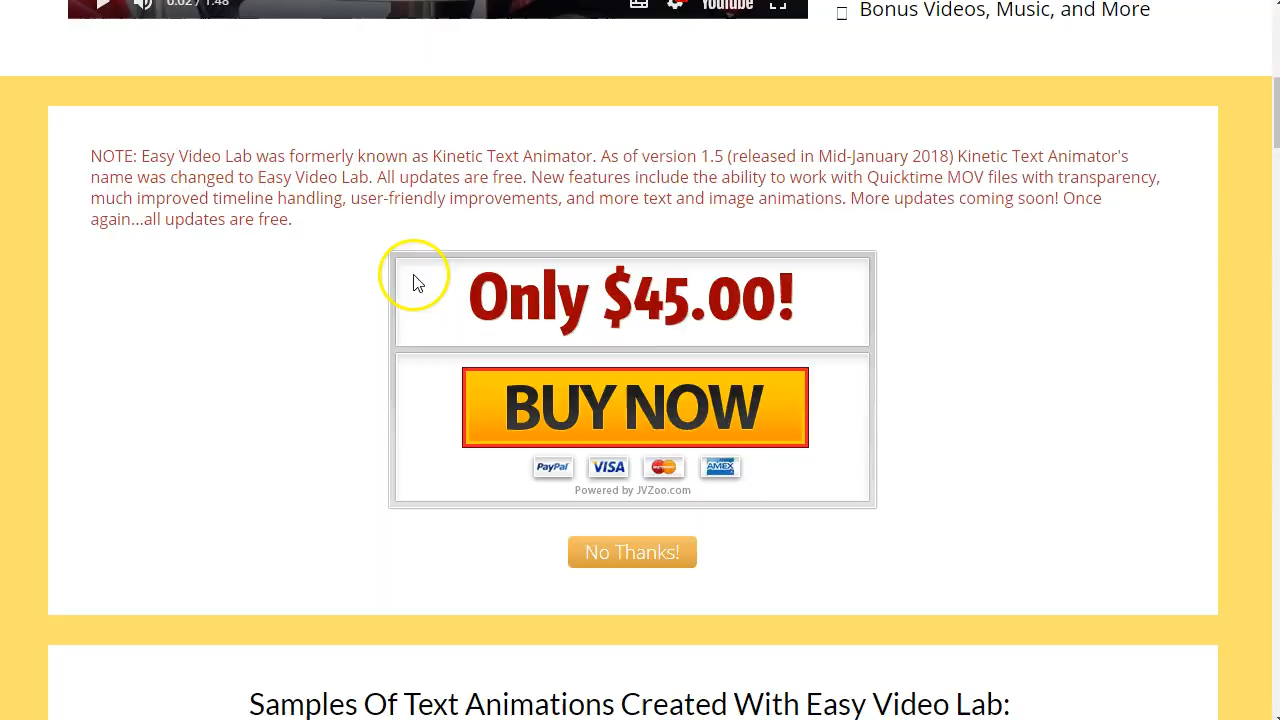 0:02 / 1:48
YouTube
Bonus Videos, Music, and More
NOTE: Easy Video Lab was formerly known as Kinetic Text Animator. As of version 1.5 (released in Mid-January 2018) Kinetic Text Animator's
name was changed to Easy Video Lab. All updates are free. New features include the ability to work with Quicktime MOV files with transparency,
much improved timeline handling, user-friendly improvements, and more text and image animations. More updates coming soon! Once
again...all updates are free.
Only $45.00!
BUY NOW
PayPal VISA MasterCard AMEX
Powered by JVZoo.com
No Thanks!
Samples Of Text Animations Created With Easy Video Lab: